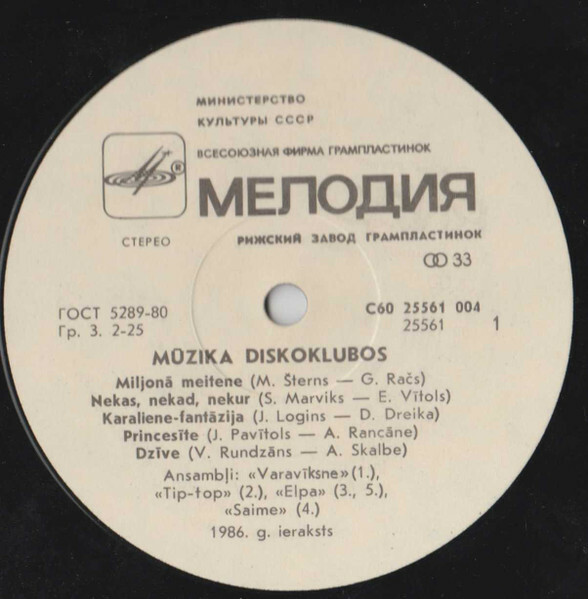 МИНИСТЕРСТВО
КУЛЬТУРЫ СССР
ВСЕСОЮЗНАЯ ФИРМА ГРАМПЛАСТИНОК
®
МЕЛОДИЯ
СТЕРЕО
РИЖСКИЙ ЗАВОД ГРАМПЛАСТИНОК
33
ГОСТ 5289-80
Гр. 3. 2-25
С60 25561 004
25561 1
MŪZIKA DISKOKLUBOS
Miljonā meitene (M. Šterns — G. Račs)
Nekas, nekad, nekur (S. Marviks — E. Vītols)
Karaliene-fantāzija (J. Logins — D. Dreika)
Princesīte (J. Pavītols — A. Rancāne)
Dzīve (V. Rundzāns — A. Skalbe)
Ansambļi: «Varavīksne» (1.),
«Tip-top» (2.), «Elpa» (3., 5.),
«Saime» (4.)
1986. g. ieraksts